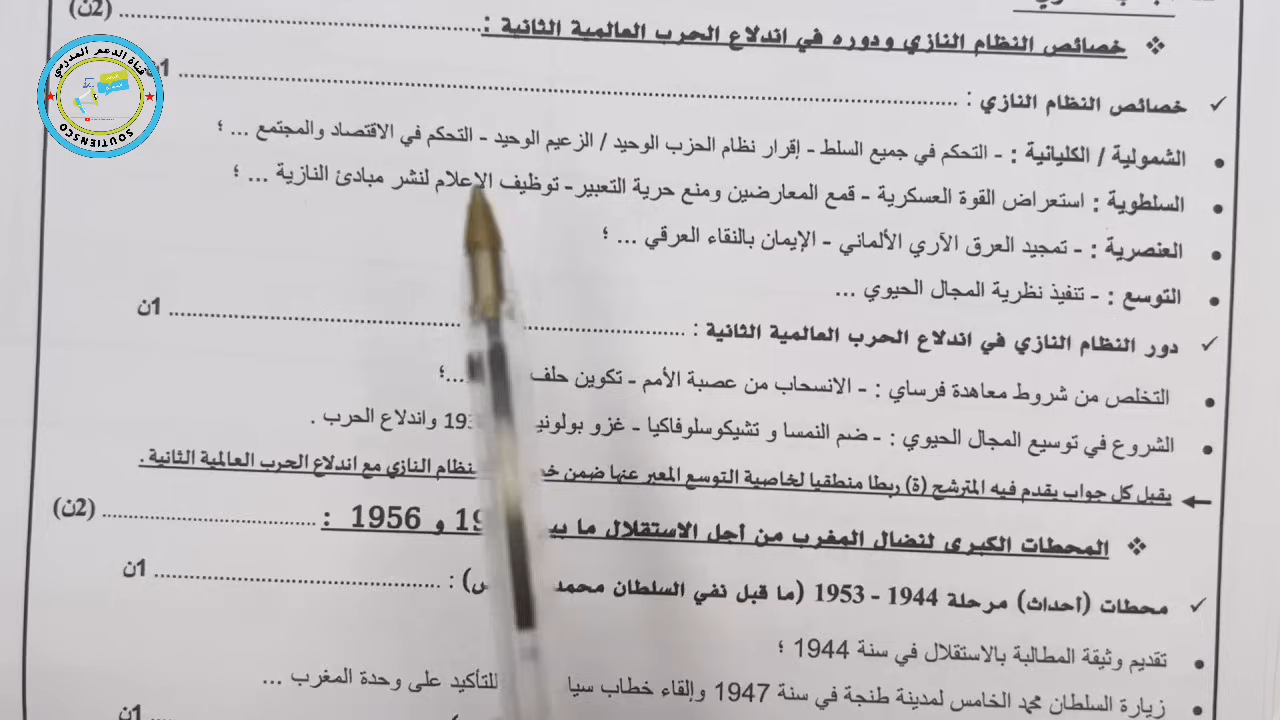 ❖ خصائص النظام النازي ودوره في اندلاع الحرب العالمية الثانية :.......................................................(2ن)
✓ خصائص النظام النازي : ............................................................ 1ن
• الشمولية / الكليانية : - التحكم في جميع السلط - إقرار نظام الحزب الوحيد / الزعيم الوحيد - التحكم في الاقتصاد والمجتمع ... ؛
• السلطوية : استعراض القوة العسكرية - قمع المعارضين ومنع حرية التعبير- توظيف الإعلام لنشر مبادئ النازية ... ؛
• العنصرية : - تمجيد العرق الآري الألماني - الإيمان بالنقاء العرقي ... ؛
• التوسع : - تنفيذ نظرية المجال الحيوي ...
✓ دور النظام النازي في اندلاع الحرب العالمية الثانية : ........................................ 1ن
• التخلص من شروط معاهدة فرساي : - الانسحاب من عصبة الأمم - تكوين حلف ...؛
• الشروع في توسيع المجال الحيوي : - ضم النمسا و تشيكوسلوفاكيا - غزو واندلاع الحرب .
← يقبل كل جواب يقدم فيه المترشح (ة) ربطا منطقيا لخاصية التوسع المعبر عنها ضمن النازي مع اندلاع الحرب العالمية الثانية .
❖ المحطات الكبرى لنضال المغرب من أجل الاستقلال ما و 1956 : .............................. (2ن)
✓ محطات (أحداث) مرحلة 1944 - 1953 (ما قبل نفي السلطان محمد : ........................................ 1ن
• تقديم وثيقة المطالبة بالاستقلال في سنة 1944 ؛
• زيارة السلطان محمد الخامس لمدينة طنجة في سنة 1947 وإلقاء خطاب للتأكيد على وحدة المغرب ...
1ن
قناة الدعم المدرسي
SOUTIENSCO